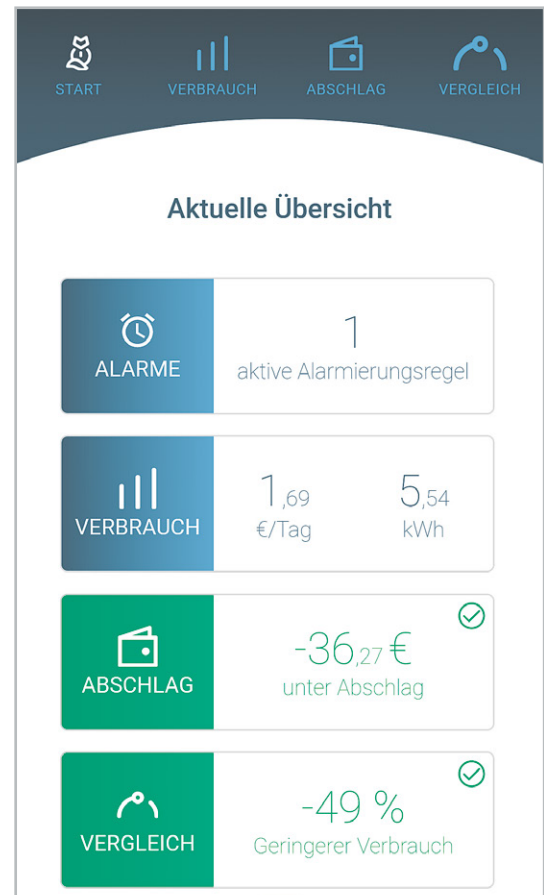 START VERBRAUCH ABSCHLAG VERGLEICH
Aktuelle Übersicht
ALARME
1
aktive Alarmierungsregel
VERBRAUCH
1,69 5,54
€/Tag kWh
ABSCHLAG
-36,27 €
unter Abschlag
VERGLEICH
-49 %
Geringerer Verbrauch